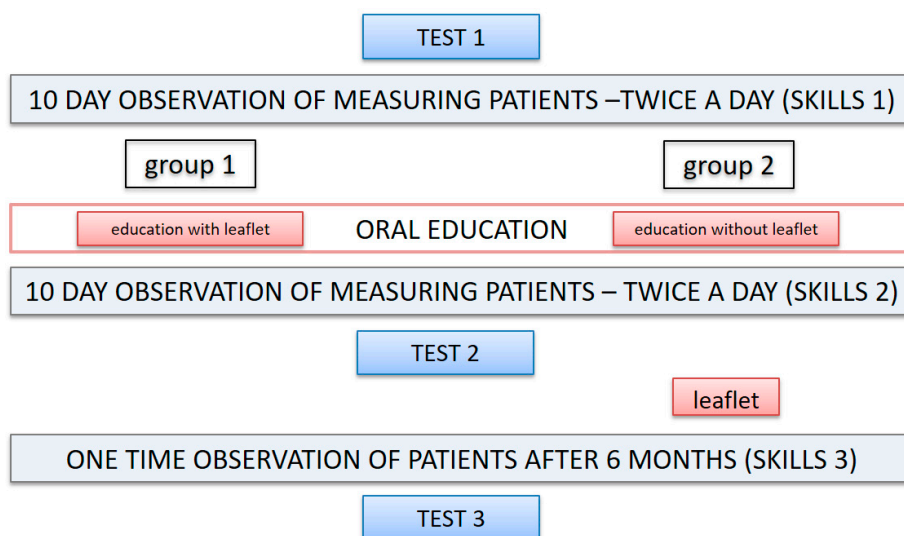 TEST 1
10 DAY OBSERVATION OF MEASURING PATIENTS –TWICE A DAY (SKILLS 1)
group 1
group 2
education with leaflet
ORAL EDUCATION
education without leaflet
10 DAY OBSERVATION OF MEASURING PATIENTS – TWICE A DAY (SKILLS 2)
TEST 2
leaflet
ONE TIME OBSERVATION OF PATIENTS AFTER 6 MONTHS (SKILLS 3)
TEST 3